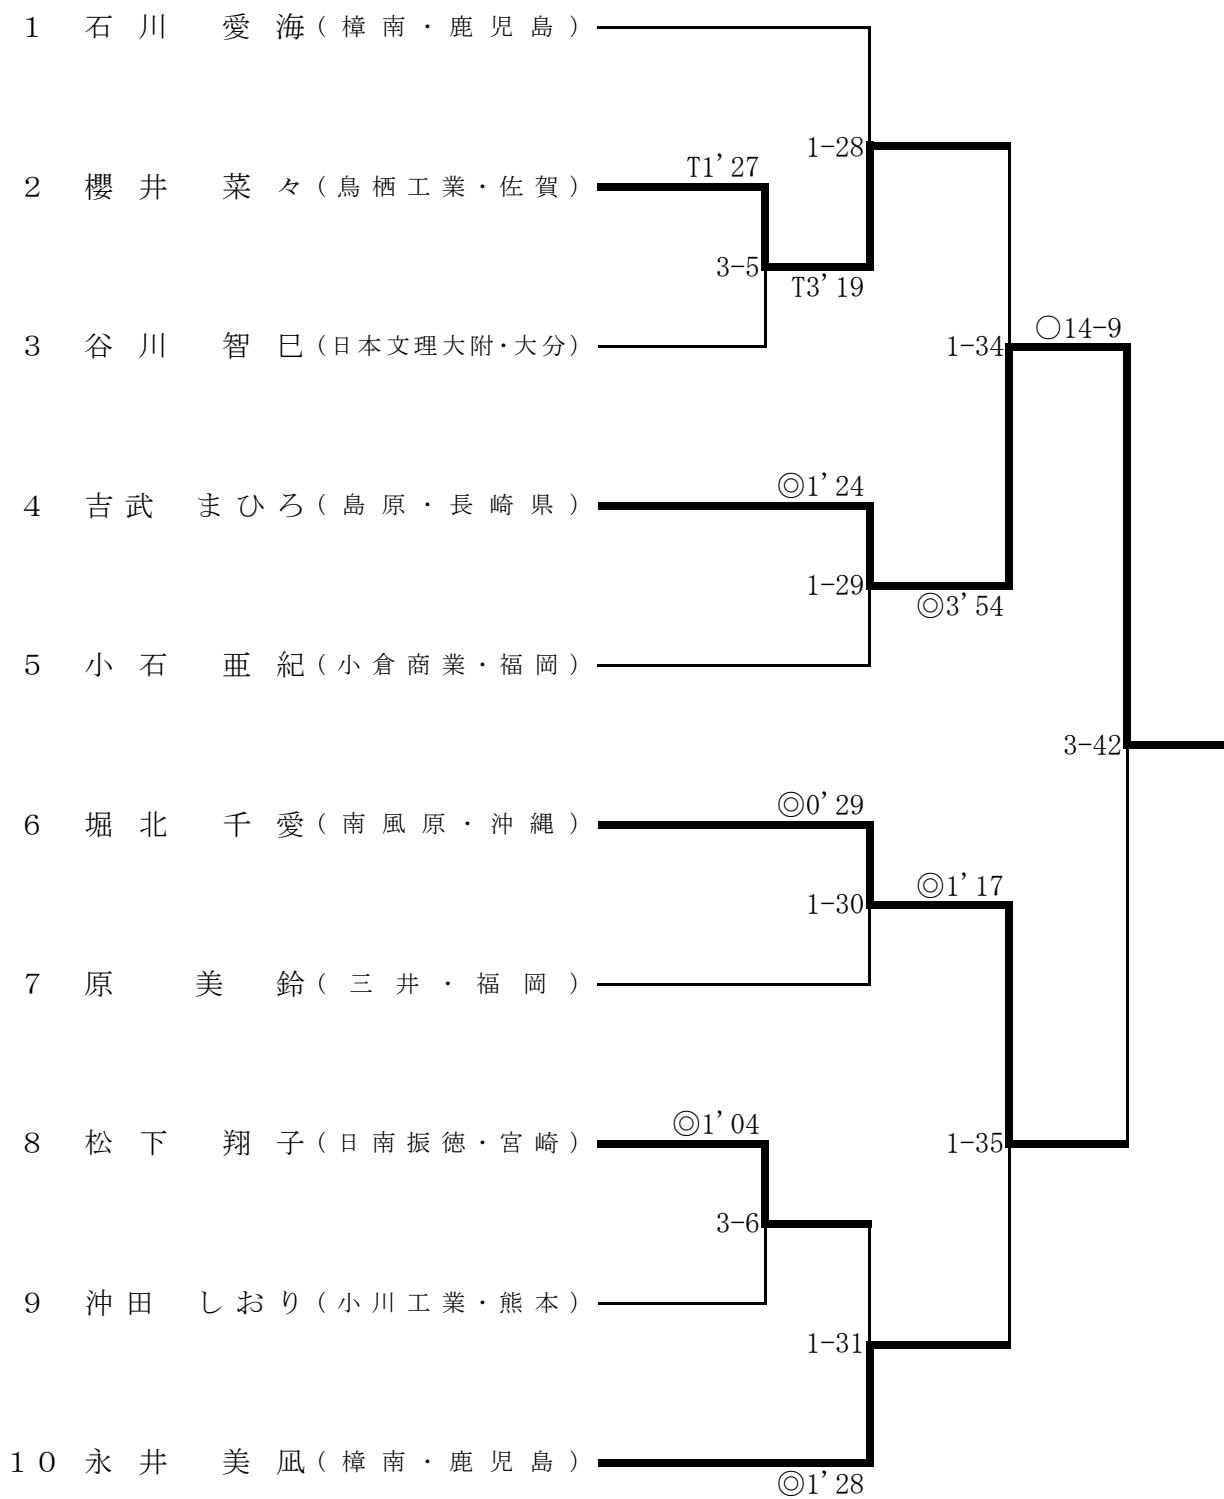 １ 石川 愛海(樟南・鹿児島)
1-28
T1’27
２ 櫻井 菜々(鳥栖工業・佐賀)
3-5
T3’19
○14-9
３ 谷川 智巳(日本文理大附・大分)
1-34
◎1’24
４ 吉武 まひろ(島原・長崎県)
1-29
◎3’54
５ 小石 亜紀(小倉商業・福岡)
3-42
◎0’29
６ 堀北 千愛(南風原・沖縄)
◎1’17
1-30
７ 原 美鈴(三井・福岡)
◎1’04
８ 松下 翔子(日南振徳・宮崎)
1-35
3-6
９ 沖田 しおり(小川工業・熊本)
1-31
１０ 永井 美凪(樟南・鹿児島)
◎1’28